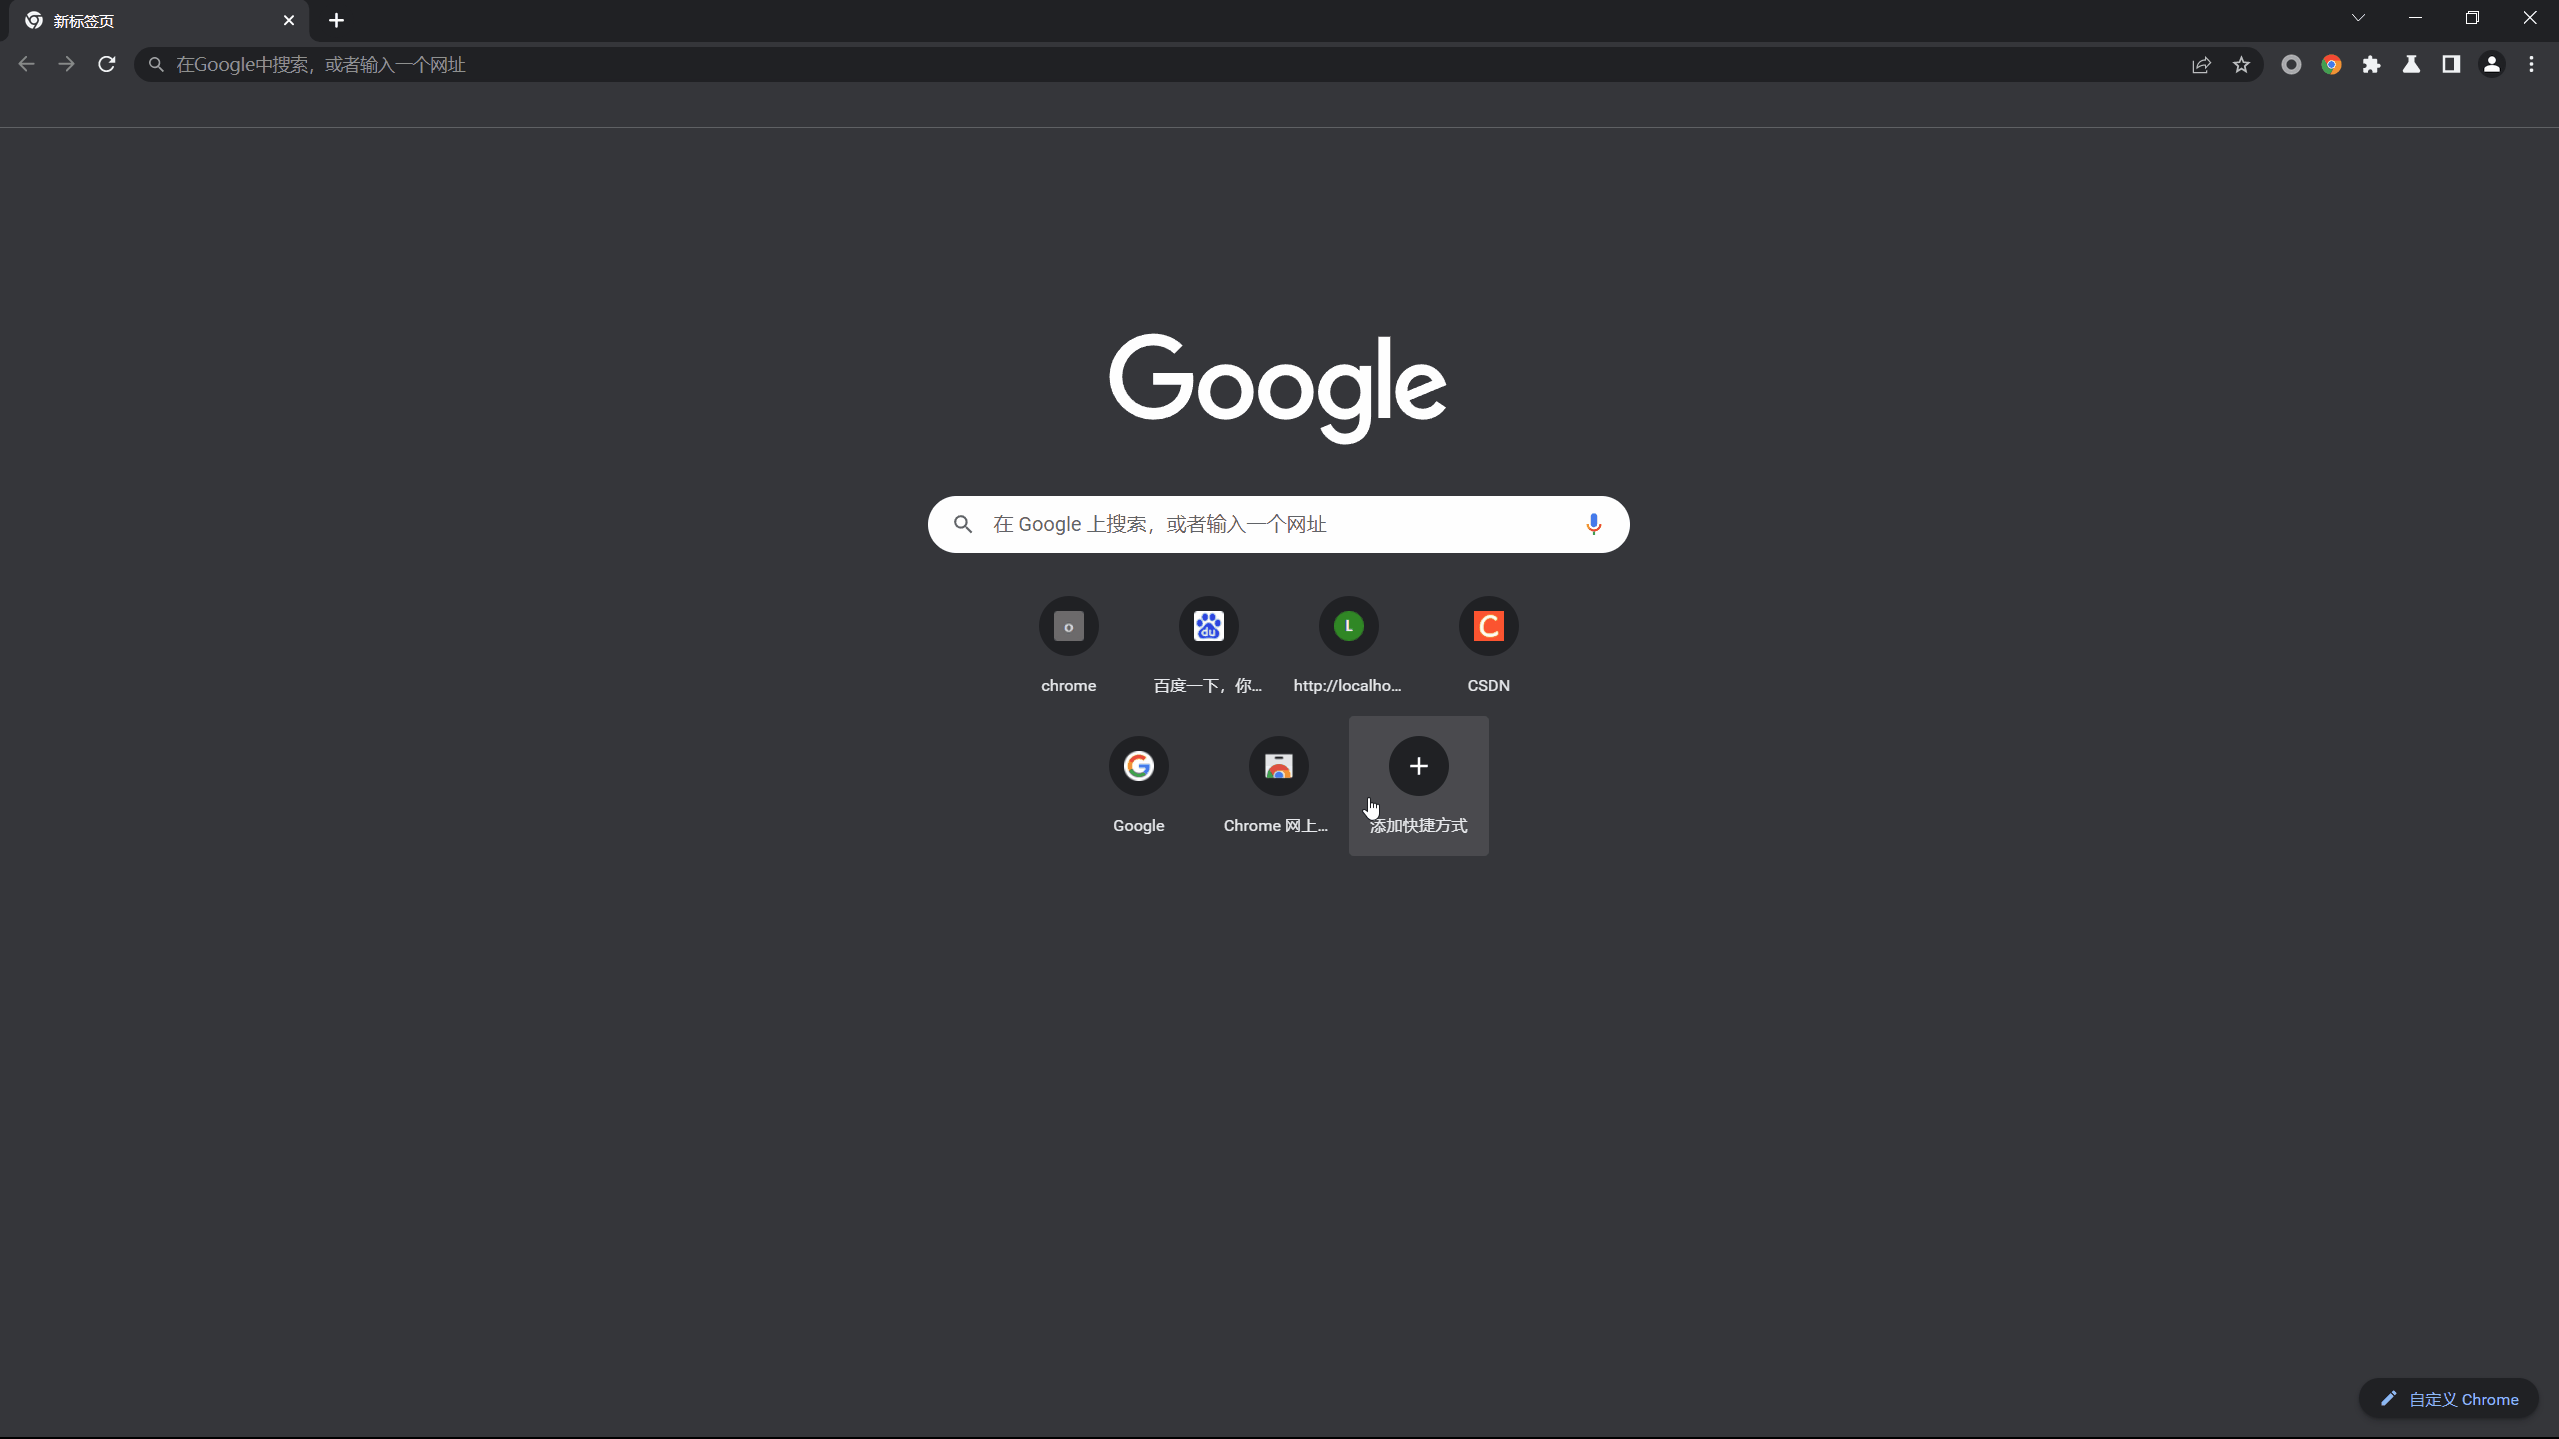 新标签页
在Google中搜索，或者输入一个网址
Google
在 Google 上搜索，或者输入一个网址
o
du
L
C
chrome
百度一下，你...
http://localho...
CSDN
G
Google
Chrome 网上...
添加快捷方式
自定义 Chrome